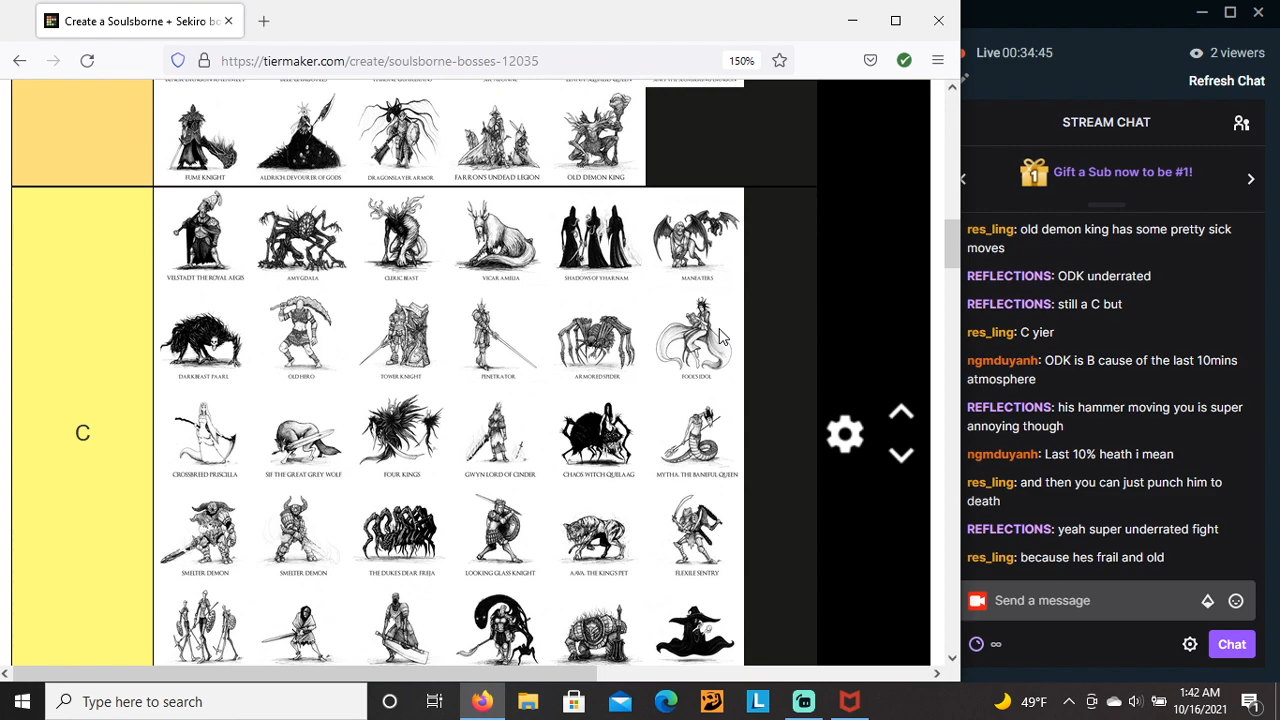 Create a Soulsborne + Sekiro bo
Live 00:34:45
2 viewers
https://tiermaker.com/create/soulsborne-bosses-12035
150%
Refresh Chat
STREAM CHAT
1
Gift a Sub now to be #1!
FUME KNIGHT
ALDRICH, DEVOURER OF GODS
DRAGONSLAYER ARMOR
FARRON'S UNDEAD LEGION
OLD DEMON KING
C
VELSTADT THE ROYAL AEGIS
AMYGDALA
CLERIC BEAST
VICAR AMELIA
SHADOWS OF YHARNAM
MANEATERS
DARKBEAST PAARL
OLD HERO
TOWER KNIGHT
PENETRATOR
ARMORED SPIDER
FOOL'S IDOL
CROSSBREED PRISCILLA
SIF THE GREAT GREY WOLF
FOUR KINGS
GWYN LORD OF CINDER
CHAOS WITCH QUELAAG
MYTHA, THE BANEFUL QUEEN
SMELTER DEMON
SMELTER DEMON
THE DUKE'S DEAR FREJA
LOOKING GLASS KNIGHT
AAVA, THE KING'S PET
FLEXILE SENTRY
res_ling: old demon king has some pretty sick
moves
REFLECTIONS: ODK underrated
REFLECTIONS: still a C but
res_ling: C yier
ngmduyanh: ODK is B cause of the last 10mins
atmosphere
REFLECTIONS: his hammer moving you is super
annoying though
ngmduyanh: Last 10% heath i mean
res_ling: and then you can just punch him to
death
REFLECTIONS: yeah super underrated fight
res_ling: because hes frail and old
Send a message
Chat
Type here to search
49°F
1:42 AM
10/16/2021